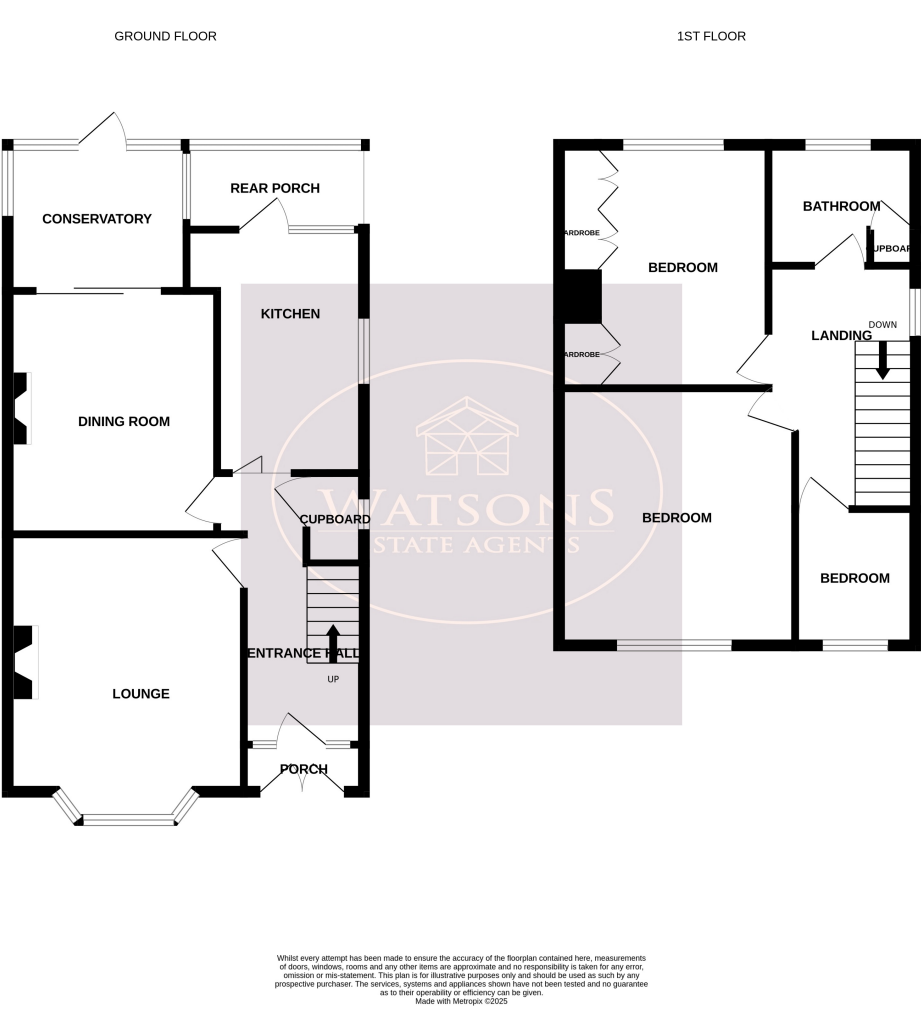 GROUND FLOOR
1ST FLOOR
REAR PORCH
CONSERVATORY
KITCHEN
DINING ROOM
CUPBOARD
ENTRANCE HALL
UP
LOUNGE
PORCH
BATHROOM
ARDROBE
UPBOAR
BEDROOM
DOWN
LANDING
ARDROBE
BEDROOM
BEDROOM
WATSONS
ESTATE AGENTS
Whilst every attempt has been made to ensure the accuracy of the floorplan contained here, measurements
of doors, windows, rooms and any other items are approximate and no responsibility is taken for any error,
omission or mis-statement. This plan is for illustrative purposes only and should be used as such by any
prospective purchaser. The services, systems and appliances shown have not been tested and no guarantee
as to their operability or efficiency can be given.
Made with Metropix ©2025